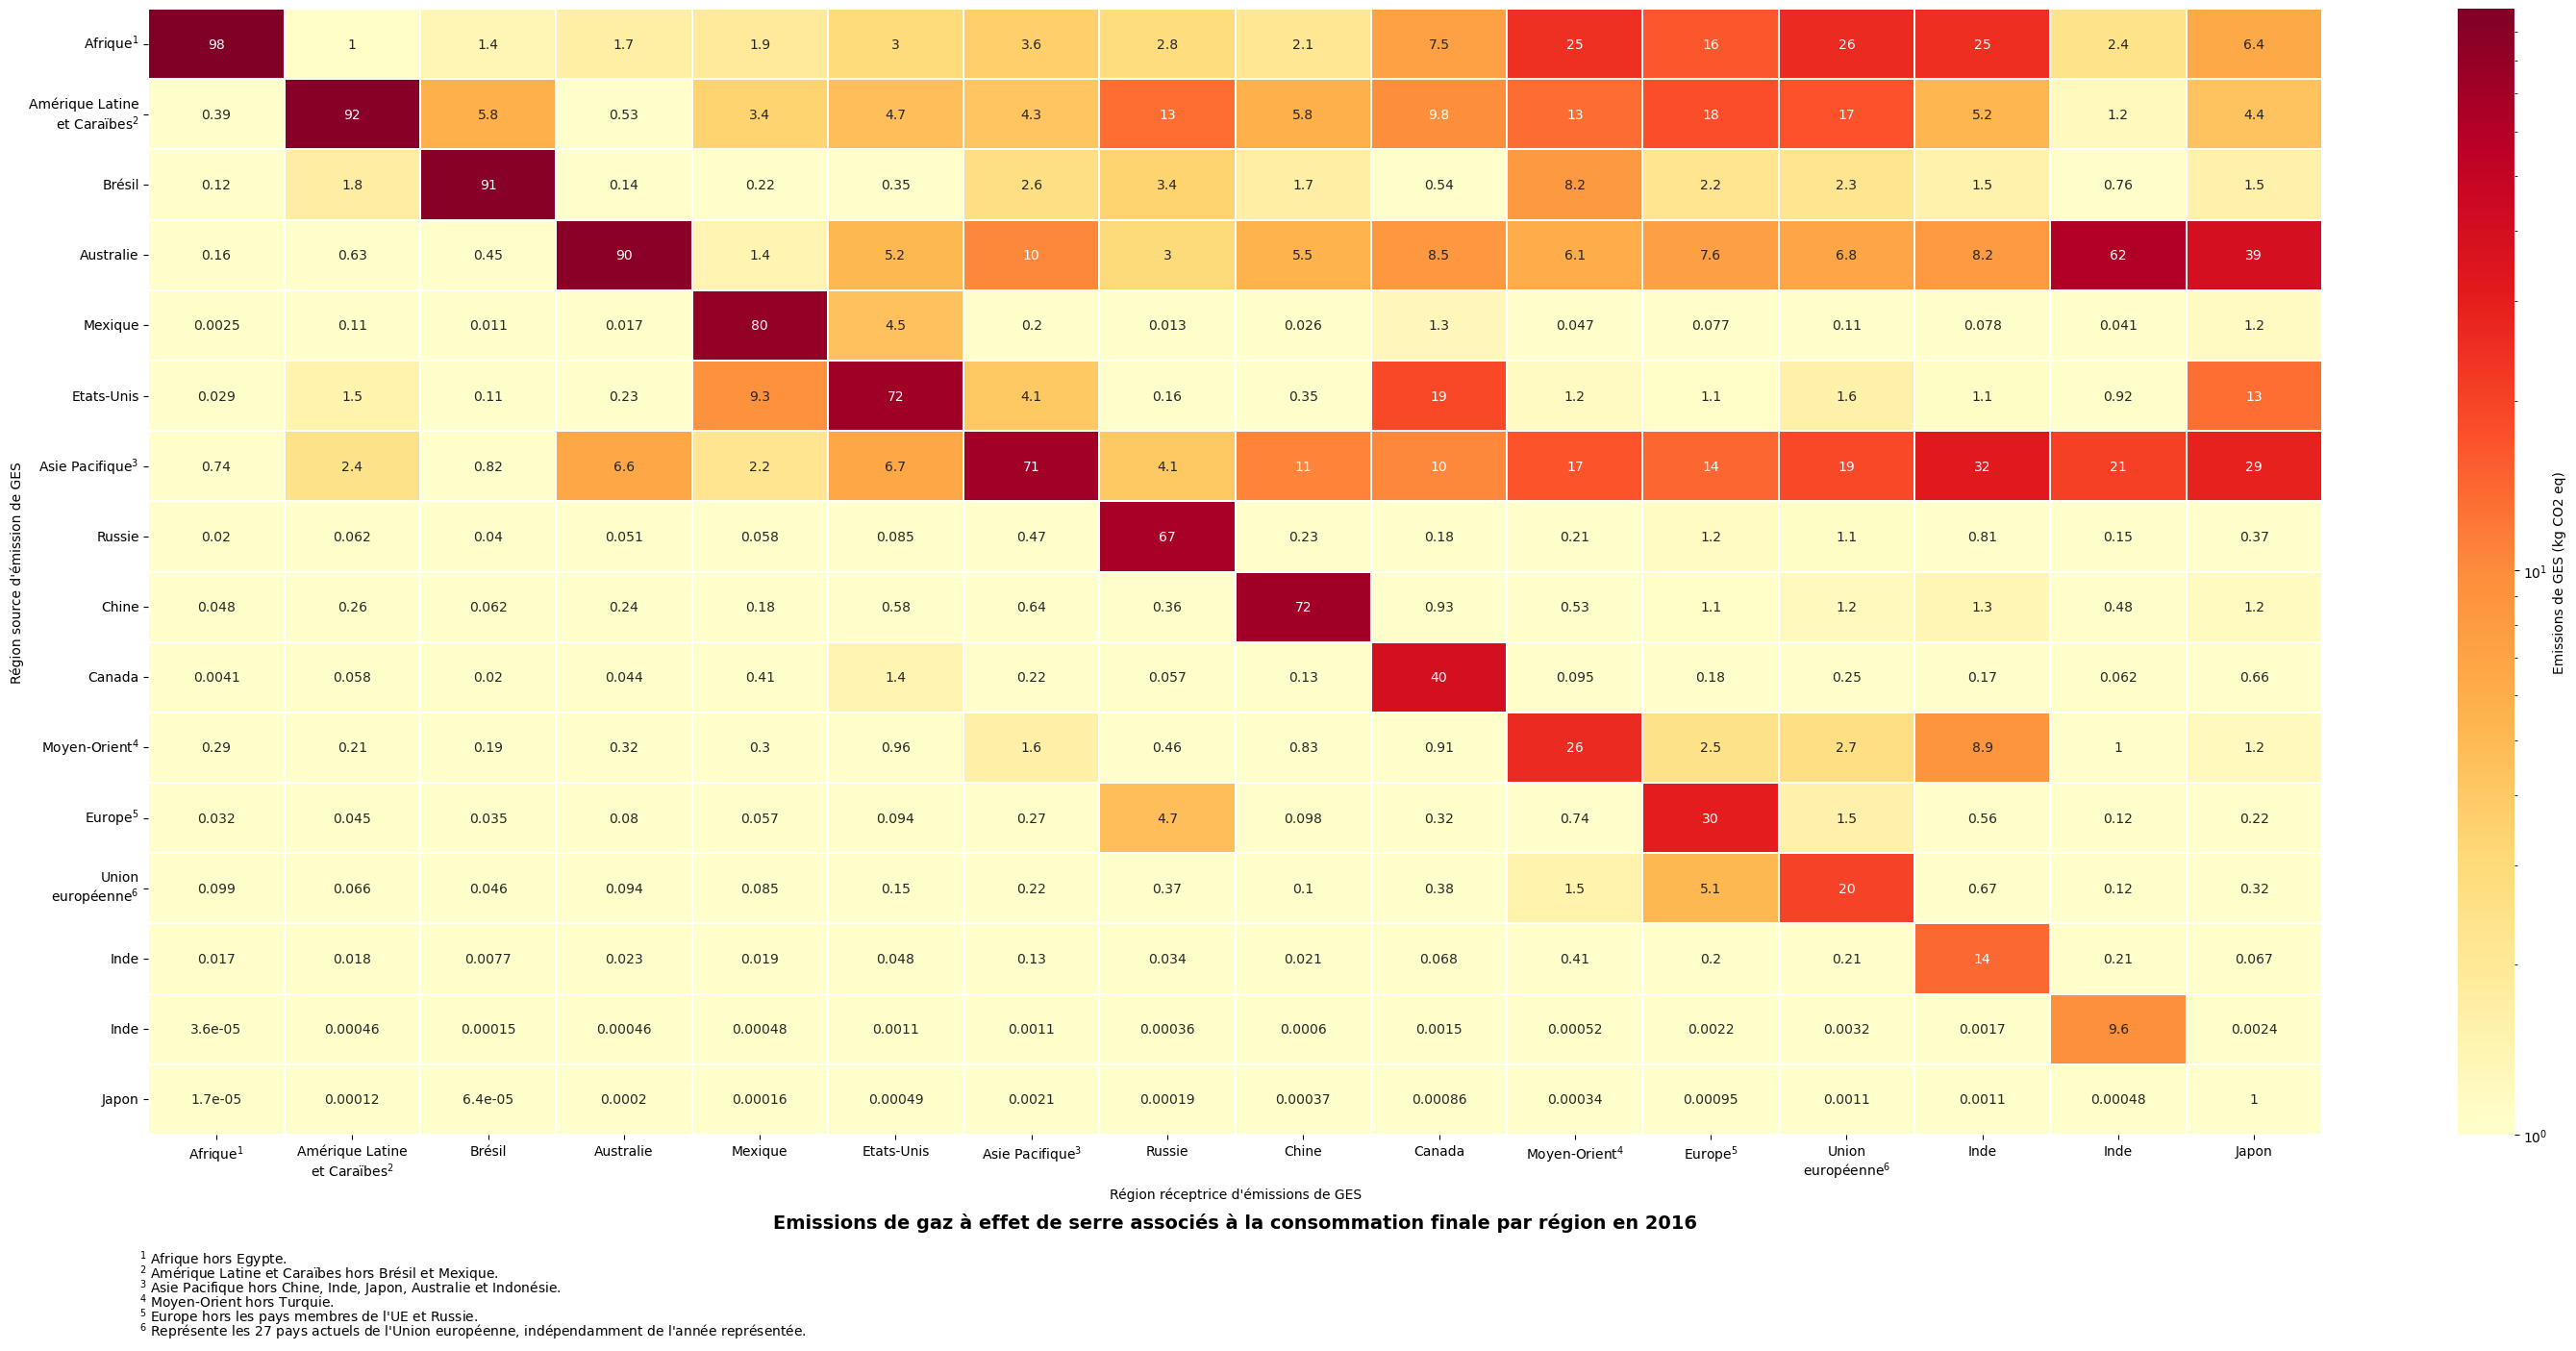 Afrique¹ 98 1 1.4 1.7 1.9 3 3.6 2.8 2.1 7.5 25 16 26 25 2.4 6.4
Amérique Latine
et Caraïbes² 0.39 92 5.8 0.53 3.4 4.7 4.3 13 5.8 9.8 13 18 17 5.2 1.2 4.4
Brésil 0.12 1.8 91 0.14 0.22 0.35 2.6 3.4 1.7 0.54 8.2 2.2 2.3 1.5 0.76 1.5
Australie 0.16 0.63 0.45 90 1.4 5.2 10 3 5.5 8.5 6.1 7.6 6.8 8.2 62 39
Mexique 0.0025 0.11 0.011 0.017 80 4.5 0.2 0.013 0.026 1.3 0.047 0.077 0.11 0.078 0.041 1.2
Etats-Unis 0.029 1.5 0.11 0.23 9.3 72 4.1 0.16 0.35 19 1.2 1.1 1.6 1.1 0.92 13
Asie Pacifique³ 0.74 2.4 0.82 6.6 2.2 6.7 71 4.1 11 10 17 14 19 32 21 29
Russie 0.02 0.062 0.04 0.051 0.058 0.085 0.47 67 0.23 0.18 0.21 1.2 1.1 0.81 0.15 0.37
Chine 0.048 0.26 0.062 0.24 0.18 0.58 0.64 0.36 72 0.93 0.53 1.1 1.2 1.3 0.48 1.2
Canada 0.0041 0.058 0.02 0.044 0.41 1.4 0.22 0.057 0.13 40 0.095 0.18 0.25 0.17 0.062 0.66
Moyen-Orient⁴ 0.29 0.21 0.19 0.32 0.3 0.96 1.6 0.46 0.83 0.91 26 2.5 2.7 8.9 1 1.2
Europe⁵ 0.032 0.045 0.035 0.08 0.057 0.094 0.27 4.7 0.098 0.32 0.74 30 1.5 0.56 0.12 0.22
Union
européenne⁶ 0.099 0.066 0.046 0.094 0.085 0.15 0.22 0.37 0.1 0.38 1.5 5.1 20 0.67 0.12 0.32
Inde 0.017 0.018 0.0077 0.023 0.019 0.048 0.13 0.034 0.021 0.068 0.41 0.2 0.21 14 0.21 0.067
Inde 3.6e-05 0.00046 0.00015 0.00046 0.00048 0.0011 0.0011 0.00036 0.0006 0.0015 0.00052 0.0022 0.0032 0.0017 9.6 0.0024
Japon 1.7e-05 0.00012 6.4e-05 0.0002 0.00016 0.00049 0.0021 0.00019 0.00037 0.00086 0.00034 0.00095 0.0011 0.0011 0.00048 1
Région source d'émission de GES
10¹
10⁰
Emissions de GES (kg CO2 eq)
Afrique¹ Amérique Latine Brésil Australie Mexique Etats-Unis Asie Pacifique³ Russie Chine Canada Moyen-Orient⁴ Europe⁵ Union Inde Inde Japon
et Caraïbes² européenne⁶
Région réceptrice d'émissions de GES
Emissions de gaz à effet de serre associés à la consommation finale par région en 2016
¹ Afrique hors Egypte.
² Amérique Latine et Caraïbes hors Brésil et Mexique.
³ Asie Pacifique hors Chine, Inde, Japon, Australie et Indonésie.
⁴ Moyen-Orient hors Turquie.
⁵ Europe hors les pays membres de l'UE et Russie.
⁶ Représente les 27 pays actuels de l'Union européenne, indépendamment de l'année représentée.